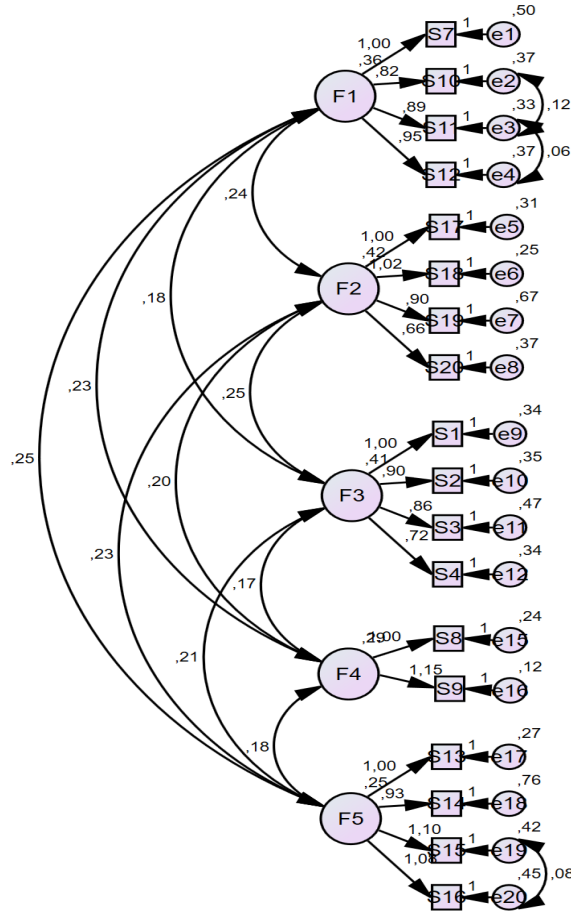 ,50
1,00 S7 1 e1
,36 ,37
,82 S10 1 e2
F1 ,33 ,12
,89 S11 1 e3
,95 ,37 ,06
S12 1 e4
,24 ,31
1,00 S17 1 e5
,42 ,25
1,02 S18 1 e6
F2 ,67
,18 ,90 S19 1 e7
,66 ,37
S20 1 e8
,23 ,25 ,34
1,00 S1 1 e9
,41 ,35
,25 ,20 ,90 S2 1 e10
F3 ,47
,86 S3 1 e11
,23 ,72 ,34
S4 1 e12
,17
,24
,29 1,00 S8 1 e15
,21 F4 ,12
1,15 S9 1 e16
,27
,18 1,00 S13 1 e17
,25 ,76
,93 S14 1 e18
F5 ,42
1,10 S15 1 e19
1,08 ,45 ,08
S16 1 e20